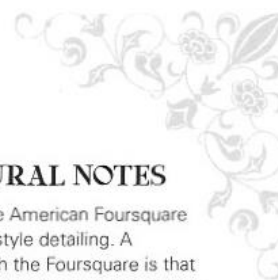 URAL NOTES
e American Foursquare
style detailing. A
h the Foursquare is that